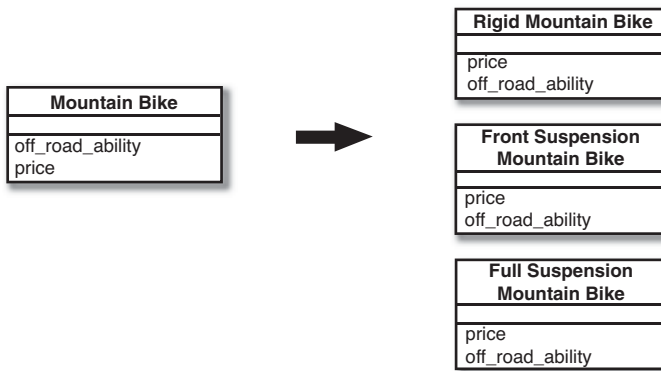 Mountain Bike
off_road_ability
price
Rigid Mountain Bike
price
off_road_ability
Front Suspension
Mountain Bike
price
off_road_ability
Full Suspension
Mountain Bike
price
off_road_ability